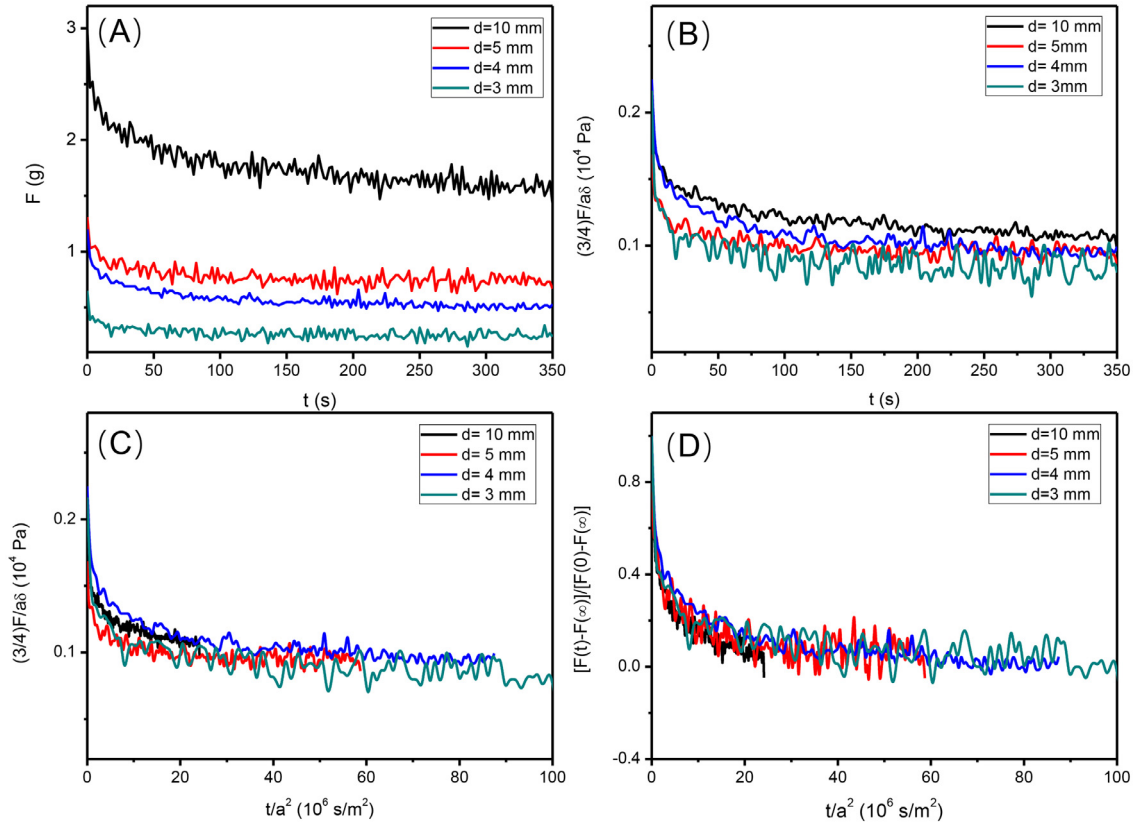 (A)
d=10 mm
d=5 mm
d=4 mm
d=3 mm
3
2
1
F (g)
0 50 100 150 200 250 300 350
t (s)
(B)
d= 10 mm
d= 5mm
d= 4mm
d= 3mm
0.2
0.1
(3/4)F/aδ (10⁴ Pa)
0 50 100 150 200 250 300 350
t (s)
(C)
d= 10 mm
d= 5 mm
d= 4 mm
d= 3 mm
0.2
0.1
(3/4)F/aδ (10⁴ Pa)
0 20 40 60 80 100
t/a² (10⁶ s/m²)
(D)
d=10 mm
d=5 mm
d=4 mm
d=3 mm
0.8
0.4
0.0
-0.4
[F(t)-F(∞)]/[F(0)-F(∞)]
0 20 40 60 80 100
t/a² (10⁶ s/m²)